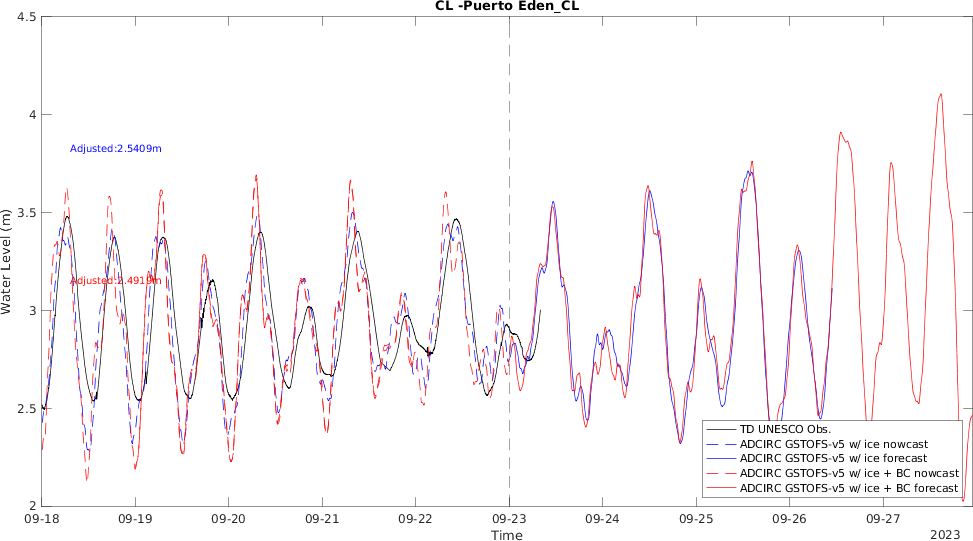 CL -Puerto Eden_CL
4.5
4
3.5
3
2.5
2
Water Level (m)
Adjusted:2.5409m
Adjusted:2.4919m
TD UNESCO Obs.
ADCIRC GSTOFS-v5 w/ ice nowcast
ADCIRC GSTOFS-v5 w/ ice forecast
ADCIRC GSTOFS-v5 w/ ice + BC nowcast
ADCIRC GSTOFS-v5 w/ ice + BC forecast
09-18 09-19 09-20 09-21 09-22 09-23 09-24 09-25 09-26 09-27
Time
2023